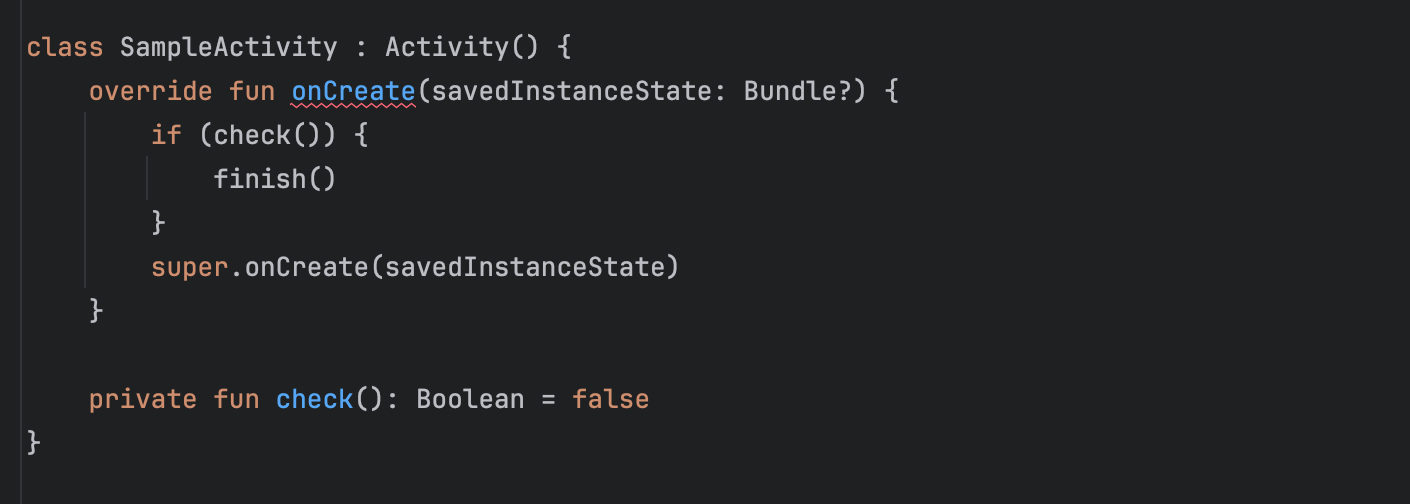 class SampleActivity : Activity() {
    override fun onCreate(savedInstanceState: Bundle?) {
        if (check()) {
            finish()
        }
        super.onCreate(savedInstanceState)
    }

    private fun check(): Boolean = false
}